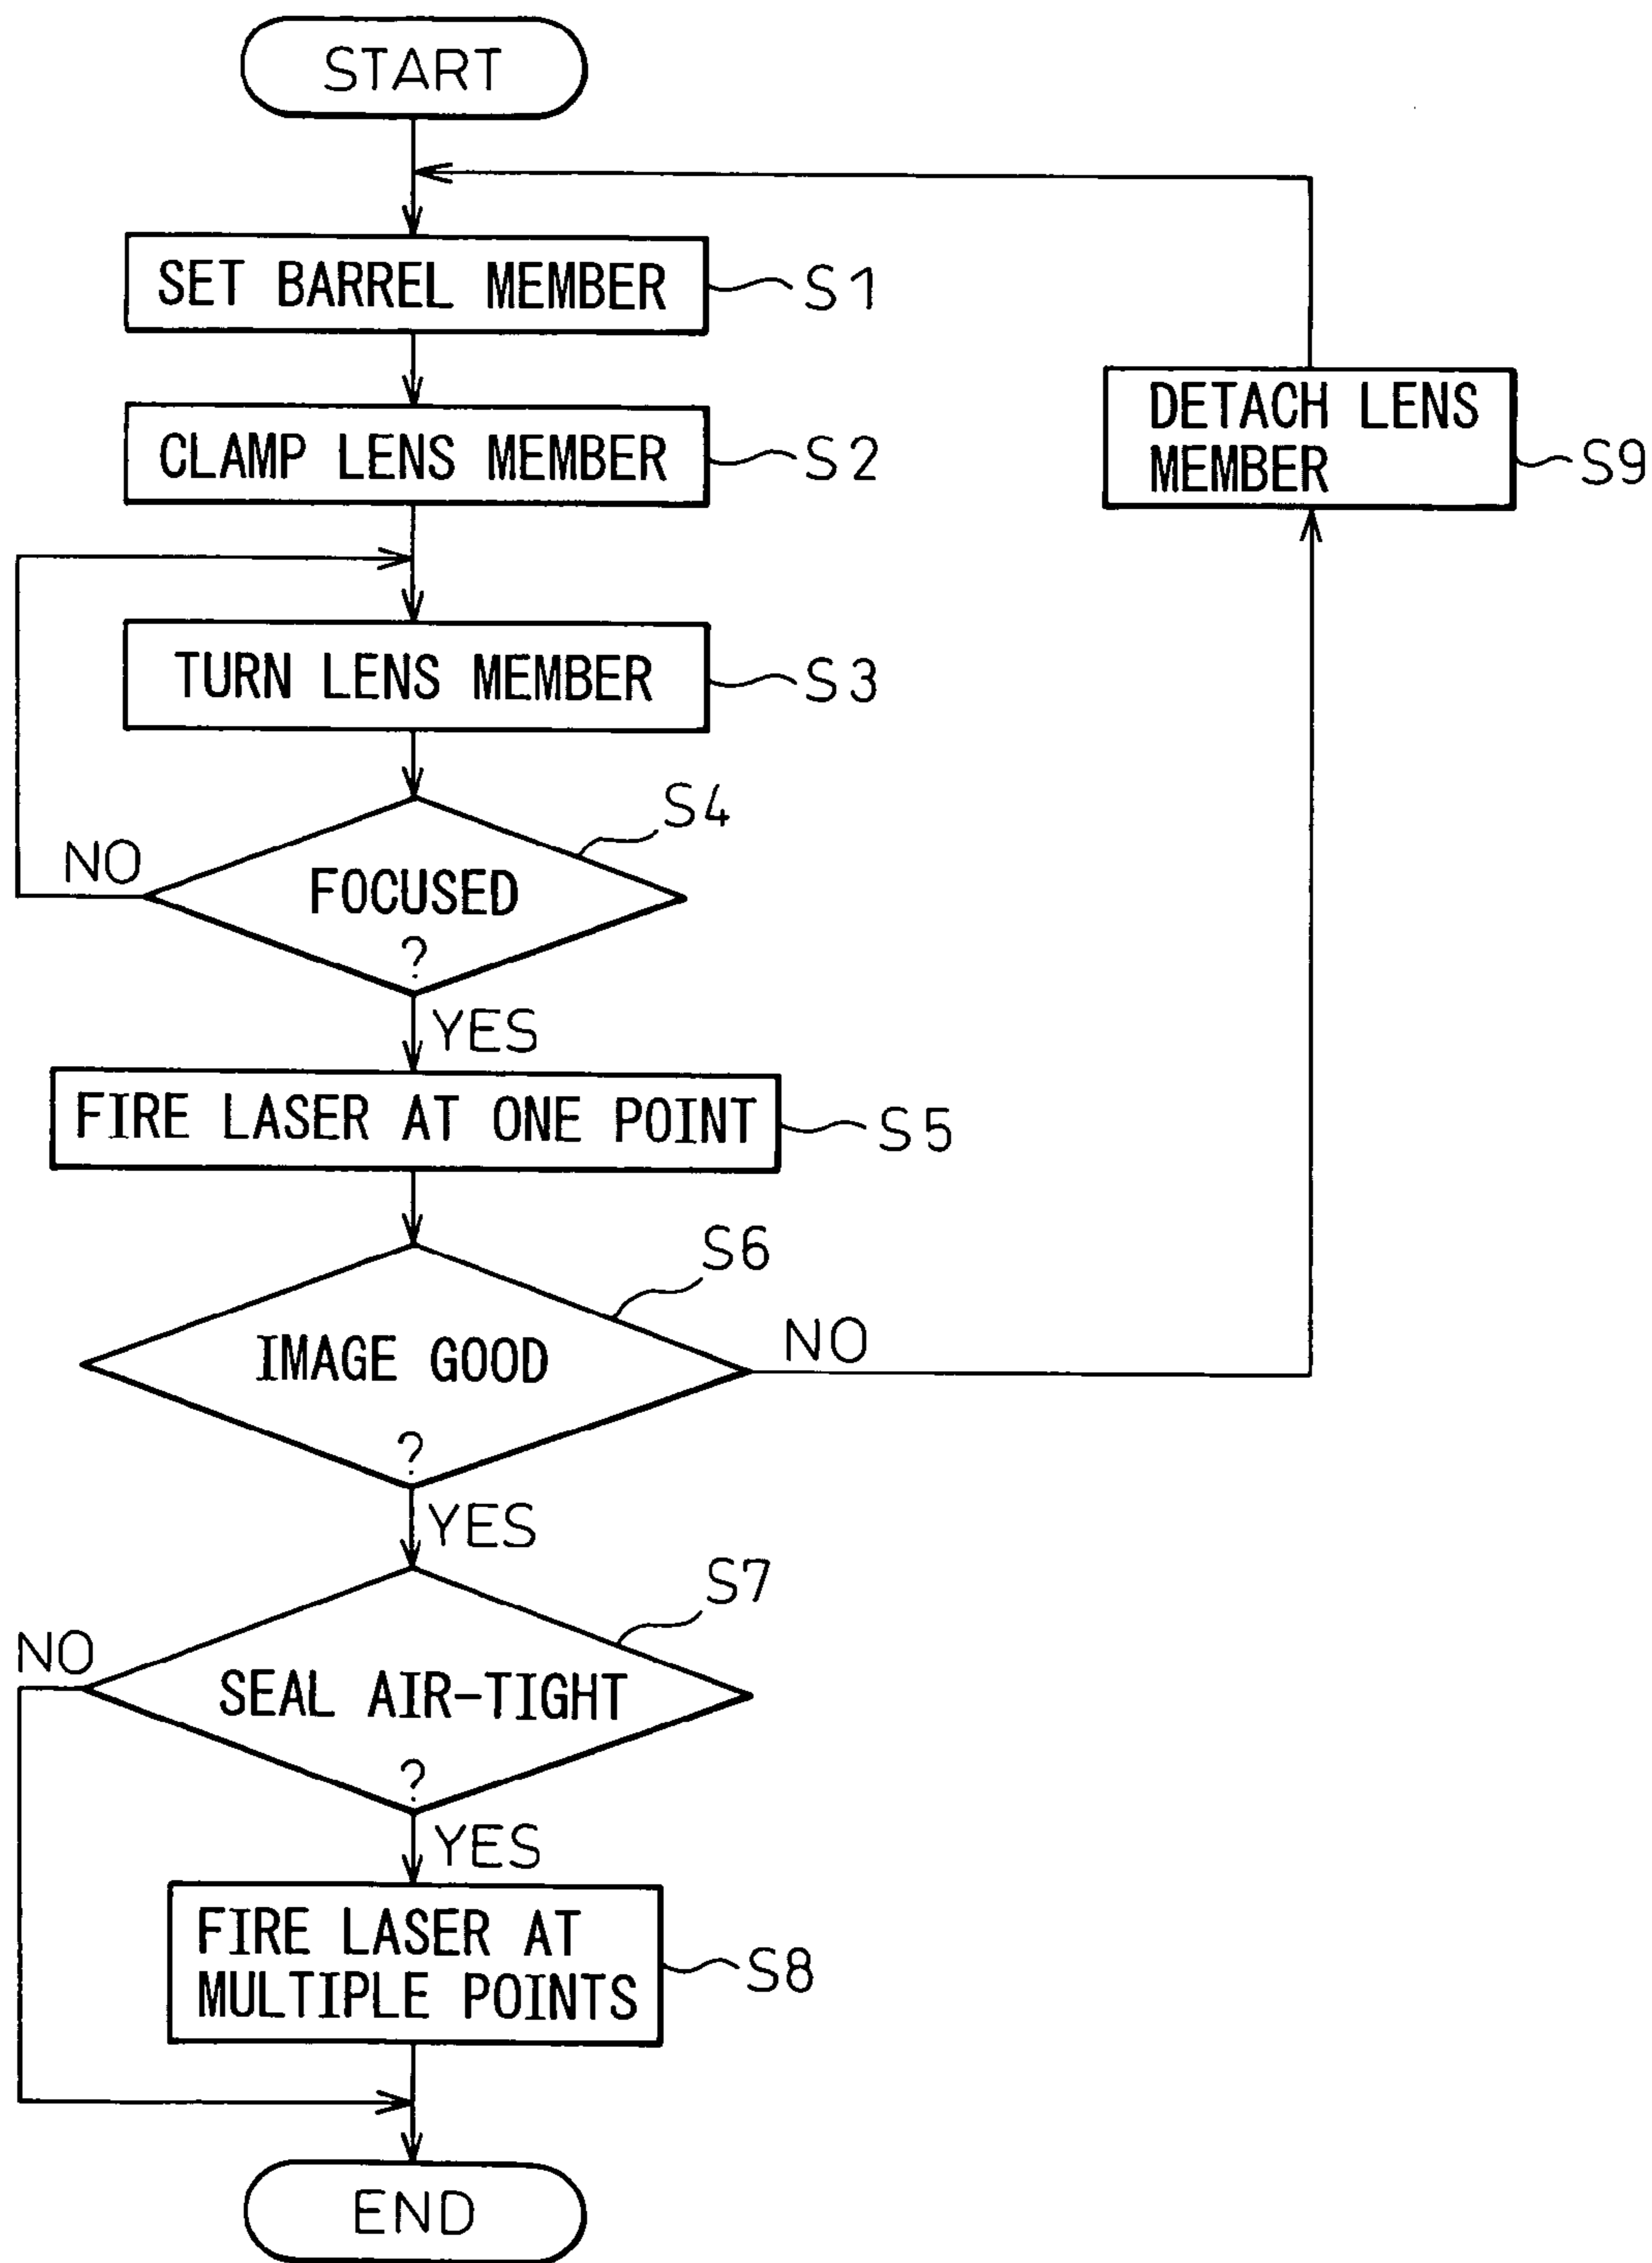 START
SET BARREL MEMBER
S1
CLAMP LENS MEMBER
S2
DETACH LENS
MEMBER
S9
TURN LENS MEMBER
S3
S4
NO
FOCUSED
?
YES
FIRE LASER AT ONE POINT
S5
S6
IMAGE GOOD
NO
?
YES
S7
NO
SEAL AIR-TIGHT
?
YES
FIRE LASER AT
MULTIPLE POINTS
S8
END